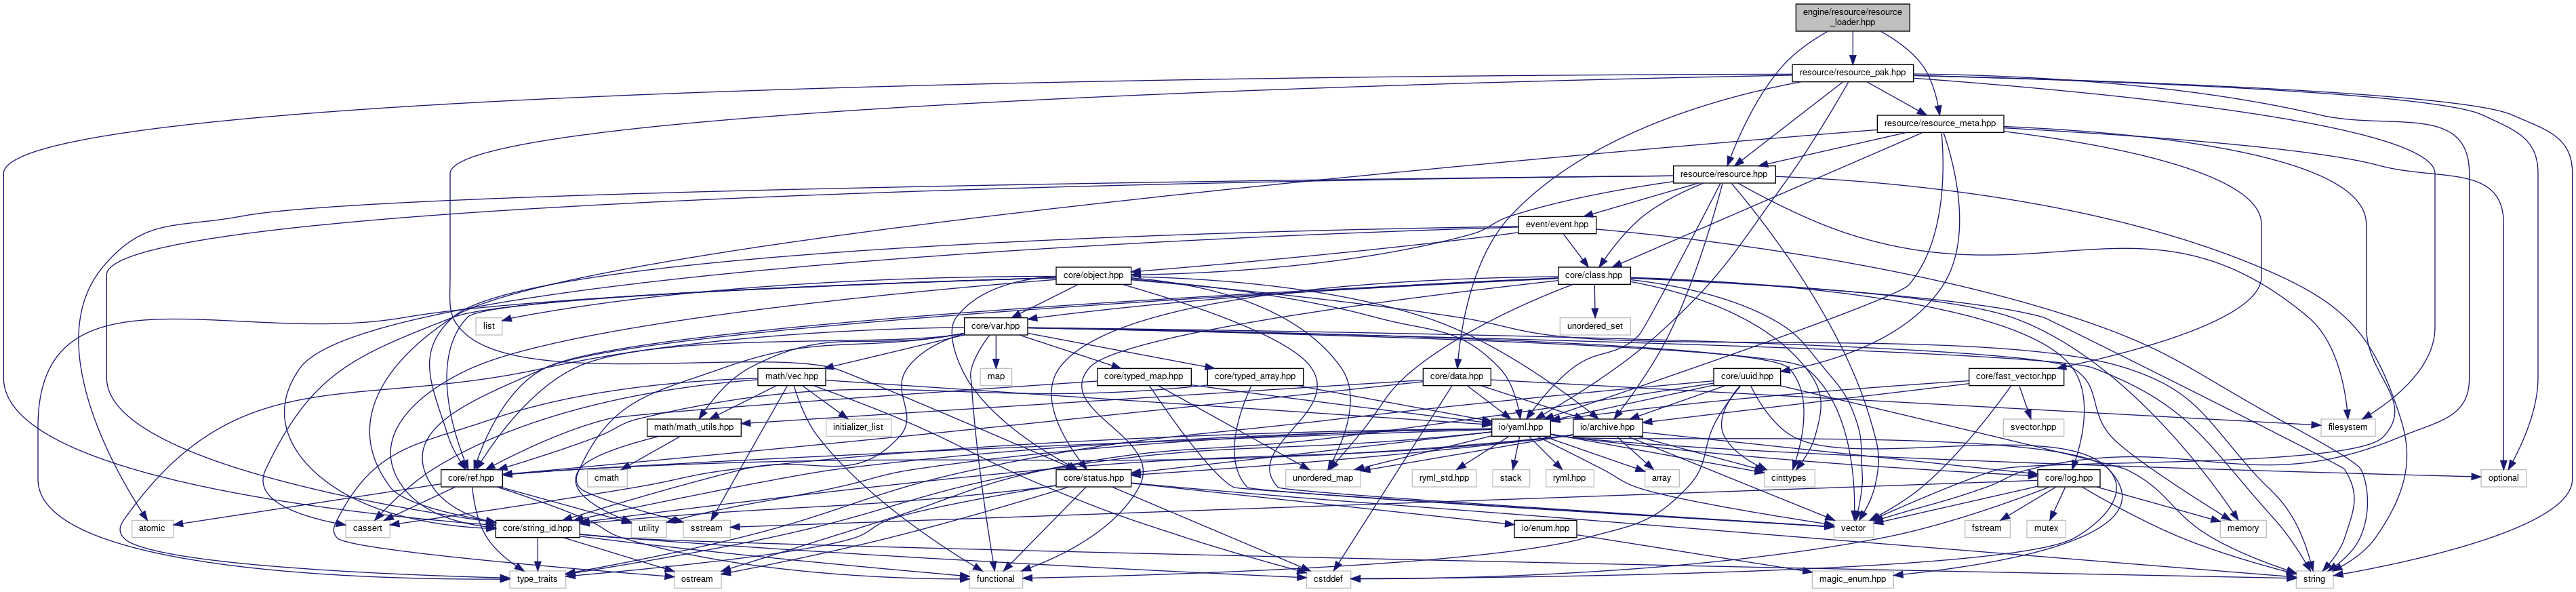 engine/resource/resource
_loader.hpp
resource/resource_pak.hpp
resource/resource_meta.hpp
resource/resource.hpp
event/event.hpp
core/object.hpp
core/class.hpp
list
core/var.hpp
unordered_set
math/vec.hpp
map
core/typed_map.hpp
core/typed_array.hpp
core/data.hpp
core/uuid.hpp
core/fast_vector.hpp
math/math_utils.hpp
initializer_list
io/yaml.hpp
io/archive.hpp
svector.hpp
filesystem
core/ref.hpp
cmath
core/status.hpp
unordered_map
ryml_std.hpp
stack
ryml.hpp
array
cinttypes
core/log.hpp
optional
atomic
cassert
core/string_id.hpp
utility
sstream
io/enum.hpp
vector
fstream
mutex
memory
type_traits
ostream
functional
cstddef
magic_enum.hpp
string